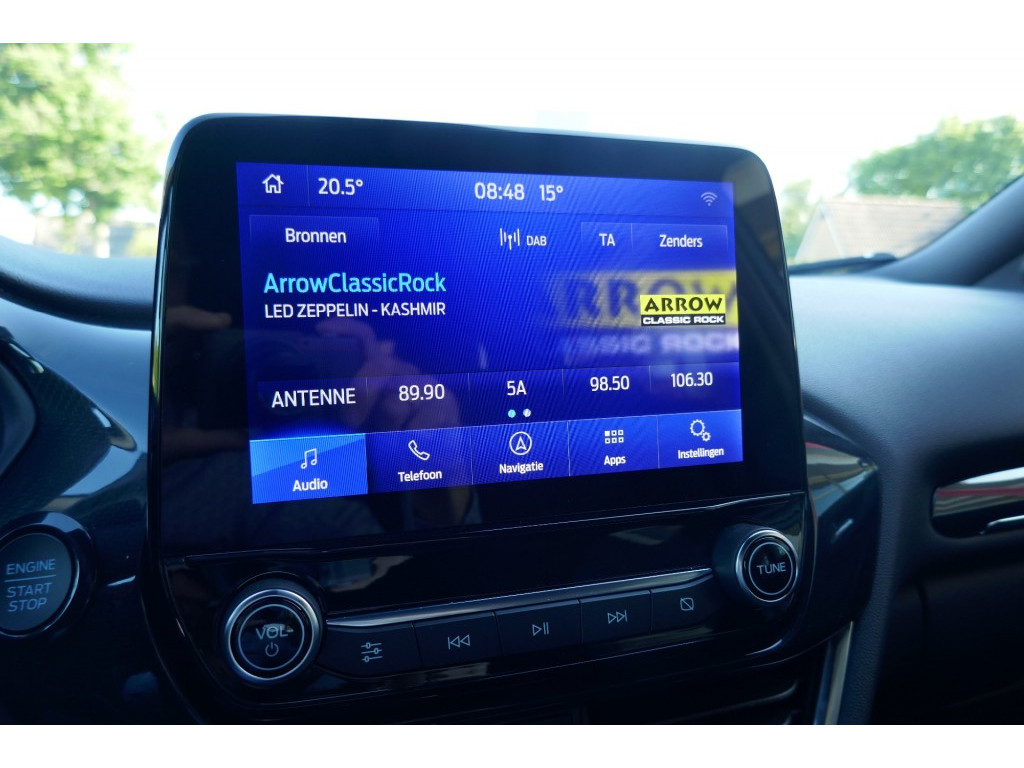 20.5° 08:48 15°
Bronnen DAB TA Zenders
ArrowClassicRock
LED ZEPPELIN - KASHMIR
ARROW
CLASSIC ROCK
ANTENNE 89.90 5A 98.50 106.30
Audio Telefoon Navigatie Apps Instellingen
ENGINE
START
STOP
VOL
TUNE